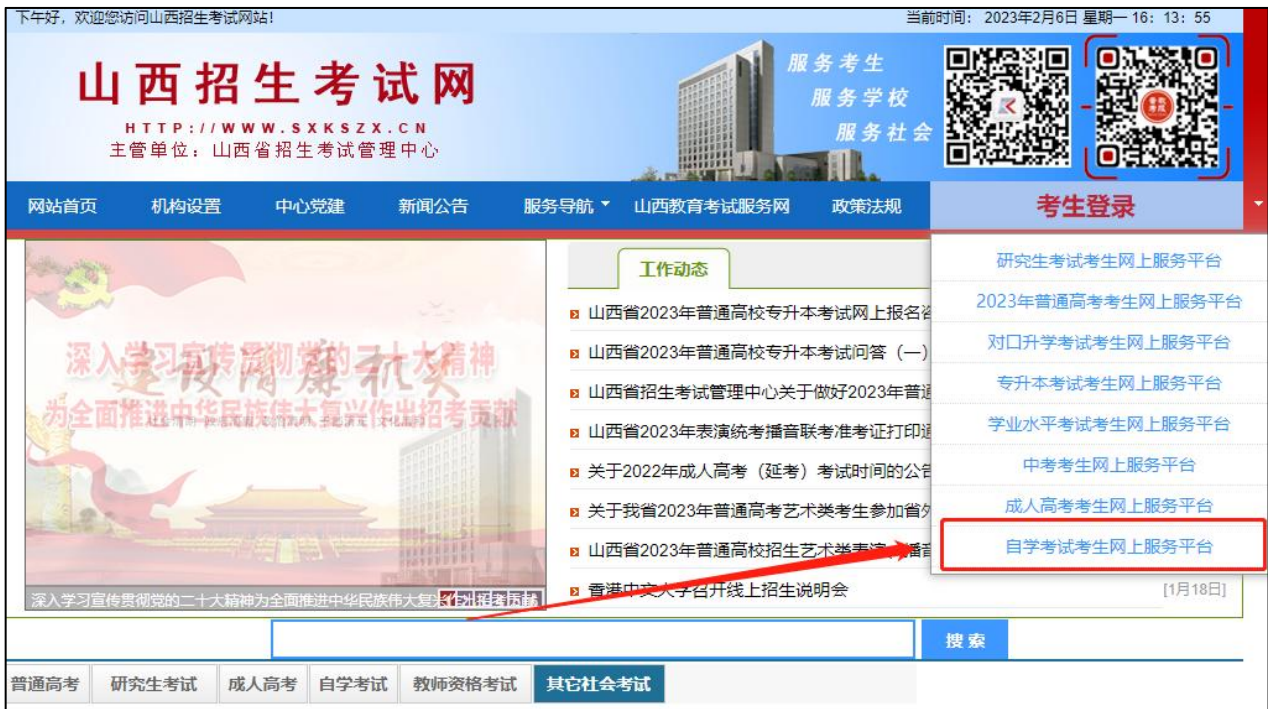 下午好，欢迎您访问山西招生考试网站!
当前时间： 2023年2月6日 星期一 16：13：55
山西招生考试网
HTTP://WWW.SXKSZX.CN
主管单位：山西省招生考试管理中心
服务考生
服务学校
服务社会
网站首页 机构设置 中心党建 新闻公告 服务导航 山西教育考试服务网 政策法规 考生登录
研究生考试考生网上服务平台
2023年普通高考考生网上服务平台
对口升学考试考生网上服务平台
专升本考试考生网上服务平台
学业水平考试考生网上服务平台
中考考生网上服务平台
成人高考考生网上服务平台
自学考试考生网上服务平台
深入学习宣传贯彻党的二十大精神
建设清廉机关
为全面推进中华民族伟大复兴作出招考贡献
深入学习宣传贯彻党的二十大精神为全面推进中华民族伟大复兴作出招考贡献
工作动态
山西省2023年普通高校专升本考试网上报名
山西省2023年普通高校专升本考试问答（一）
山西省招生考试管理中心关于做好2023年普通
山西省2023年表演统考播音联考准考证打印
关于2022年成人高考（延考）考试时间的公告
关于我省2023年普通高考艺术类考生参加省外
山西省2023年普通高校招生艺术类表演 播音
香港中文大学召开线上招生说明会 [1月18日]
搜 索
普通高考 研究生考试 成人高考 自学考试 教师资格考试 其它社会考试